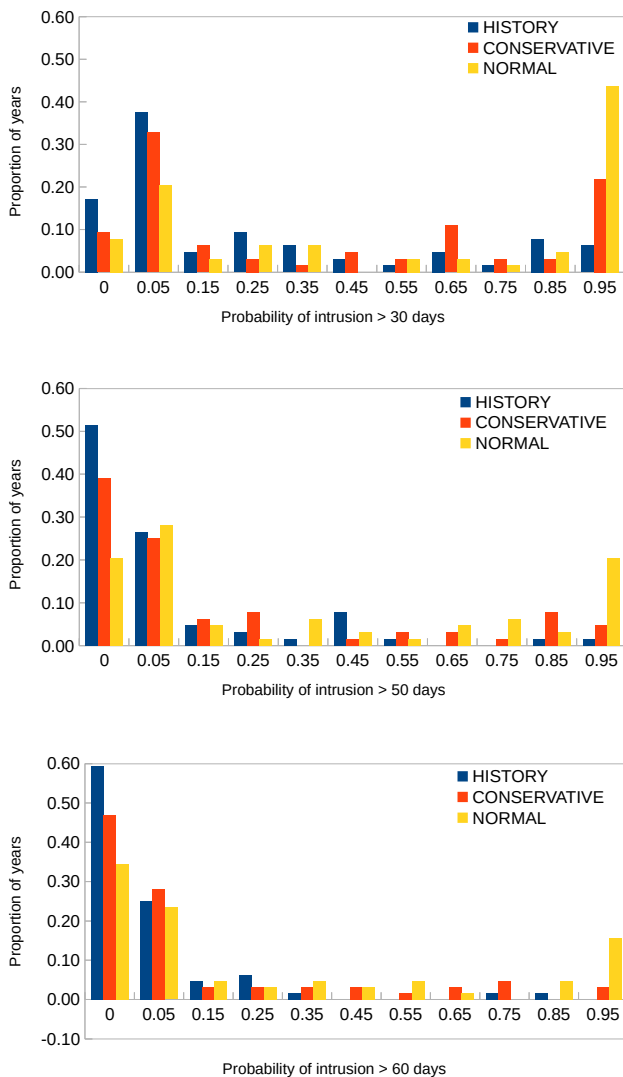 0.60
HISTORY
0.50
CONSERVATIVE
NORMAL
0.40
0.30
0.20
0.10
0.00
Proportion of years
0 0.05 0.15 0.25 0.35 0.45 0.55 0.65 0.75 0.85 0.95
Probability of intrusion > 30 days
0.60
HISTORY
0.50
CONSERVATIVE
NORMAL
0.40
0.30
0.20
0.10
0.00
Proportion of years
0 0.05 0.15 0.25 0.35 0.45 0.55 0.65 0.75 0.85 0.95
Probability of intrusion > 50 days
0.60
HISTORY
0.50
CONSERVATIVE
NORMAL
0.40
0.30
0.20
0.10
0.00
-0.10
Proportion of years
0 0.05 0.15 0.25 0.35 0.45 0.55 0.65 0.75 0.85 0.95
Probability of intrusion > 60 days